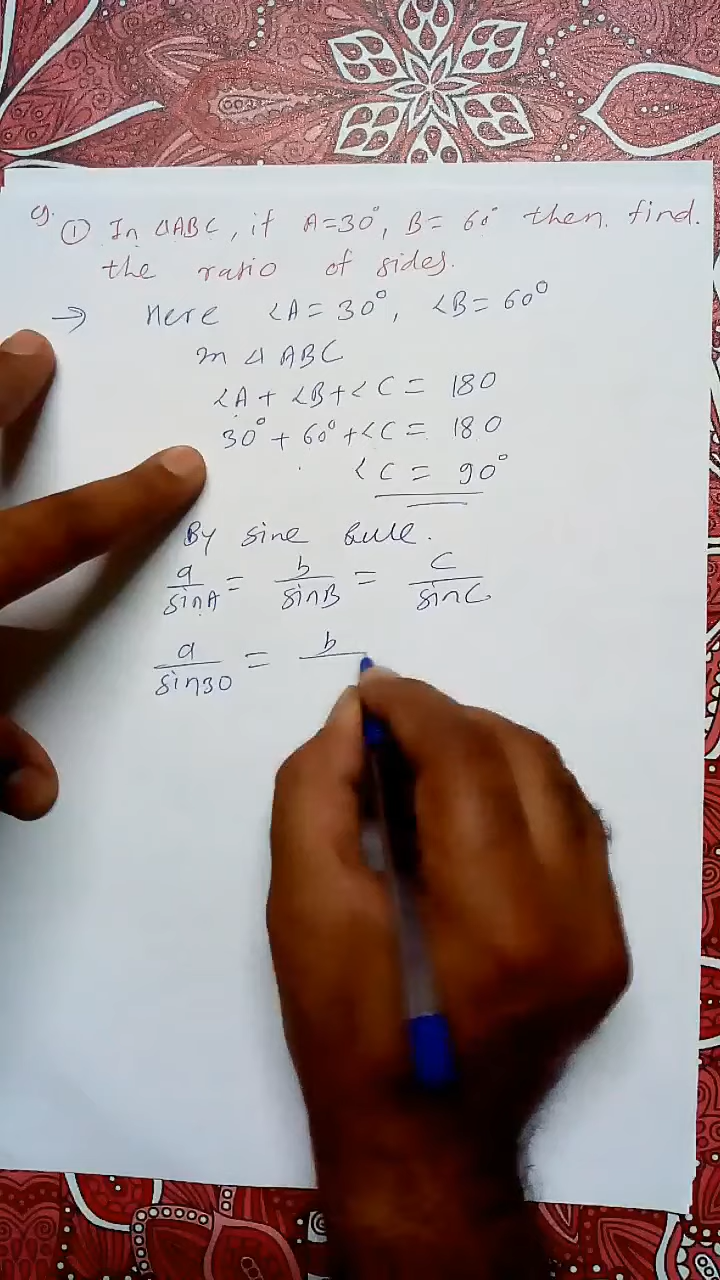 9. ① In △ABC, if A=30°, B= 60° then find.
the ratio of sides.
→ Here ∠A= 30°, ∠B= 60°
In △ ABC
∠A + ∠B+∠C = 180
30° + 60° +∠C = 180
∠C = 90°
By sine Rule.
a/sinA = b/sinB = c/sinC
a/sin30 = b